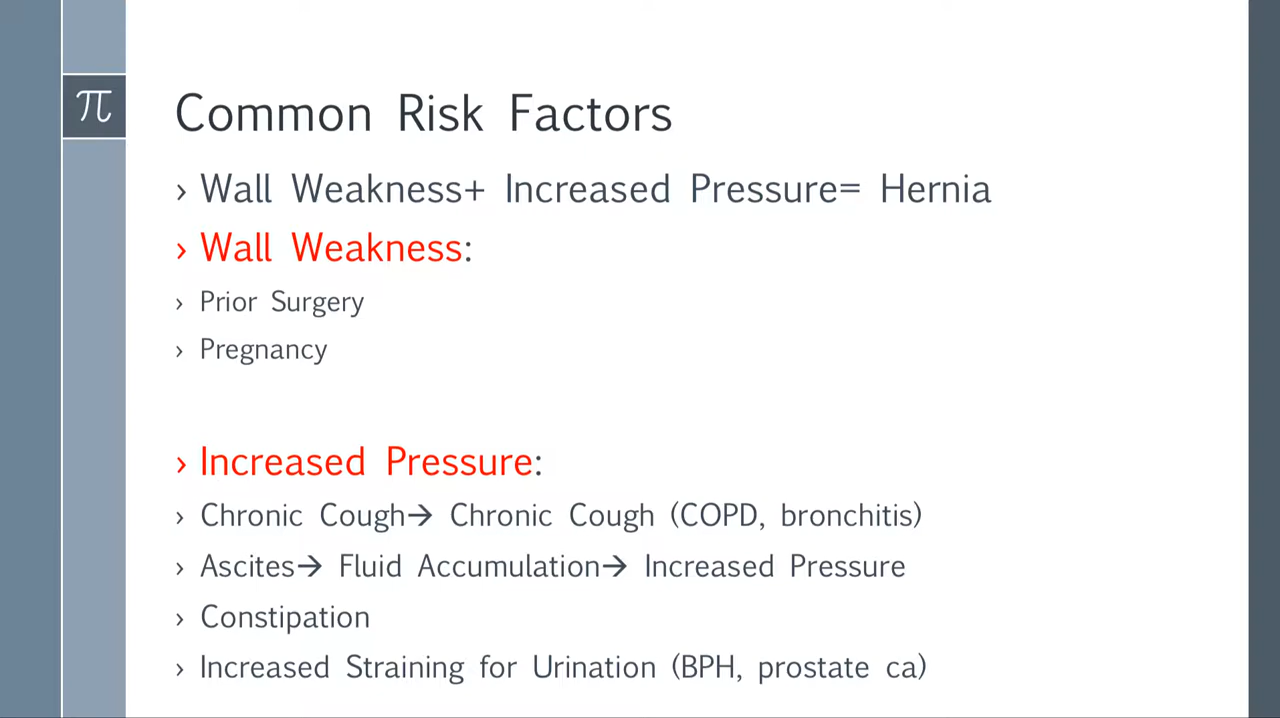 π
Common Risk Factors
› Wall Weakness+ Increased Pressure= Hernia
› Wall Weakness:
› Prior Surgery
› Pregnancy
› Increased Pressure:
› Chronic Cough→ Chronic Cough (COPD, bronchitis)
› Ascites→ Fluid Accumulation→ Increased Pressure
› Constipation
› Increased Straining for Urination (BPH, prostate ca)